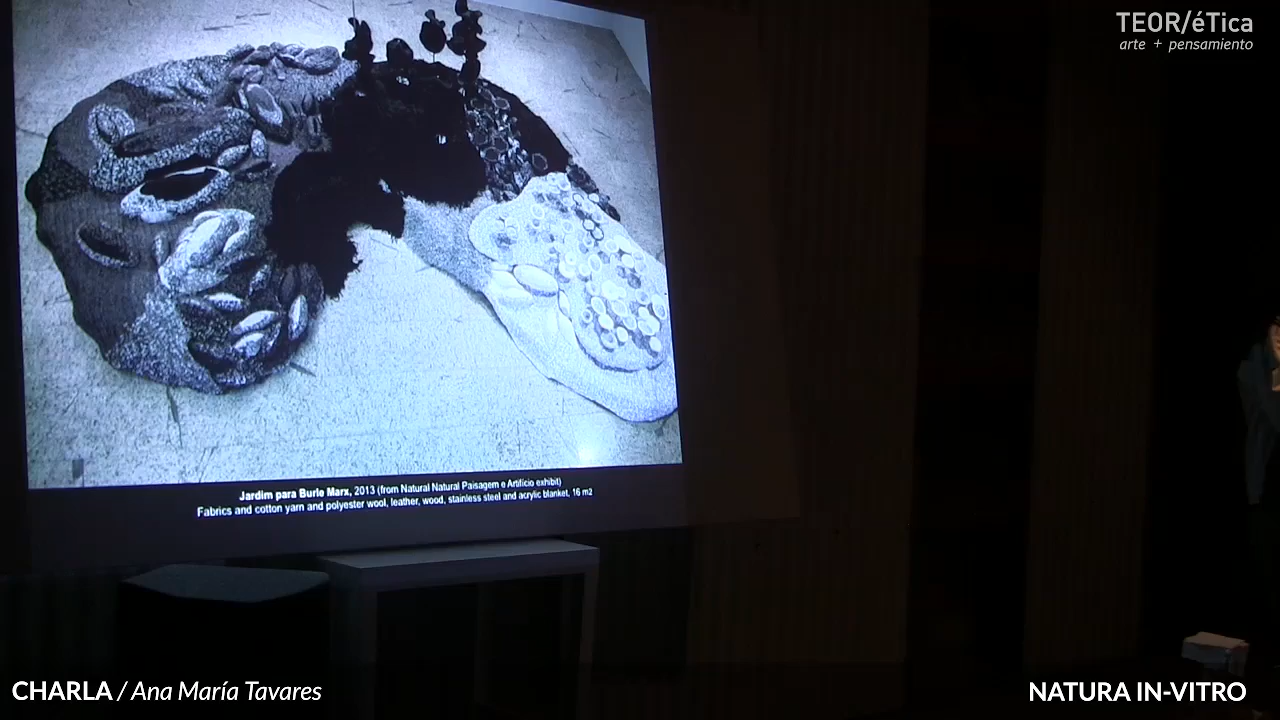 TEOR/éTica
arte + pensamiento
Jardim para Burle Marx, 2013 (from Natural Natural Paisagem e Artifício exhibit)
Fabrics and cotton yarn and polyester wool, leather, wood, stainless steel and acrylic blanket, 16 m2
CHARLA / Ana María Tavares
NATURA IN-VITRO